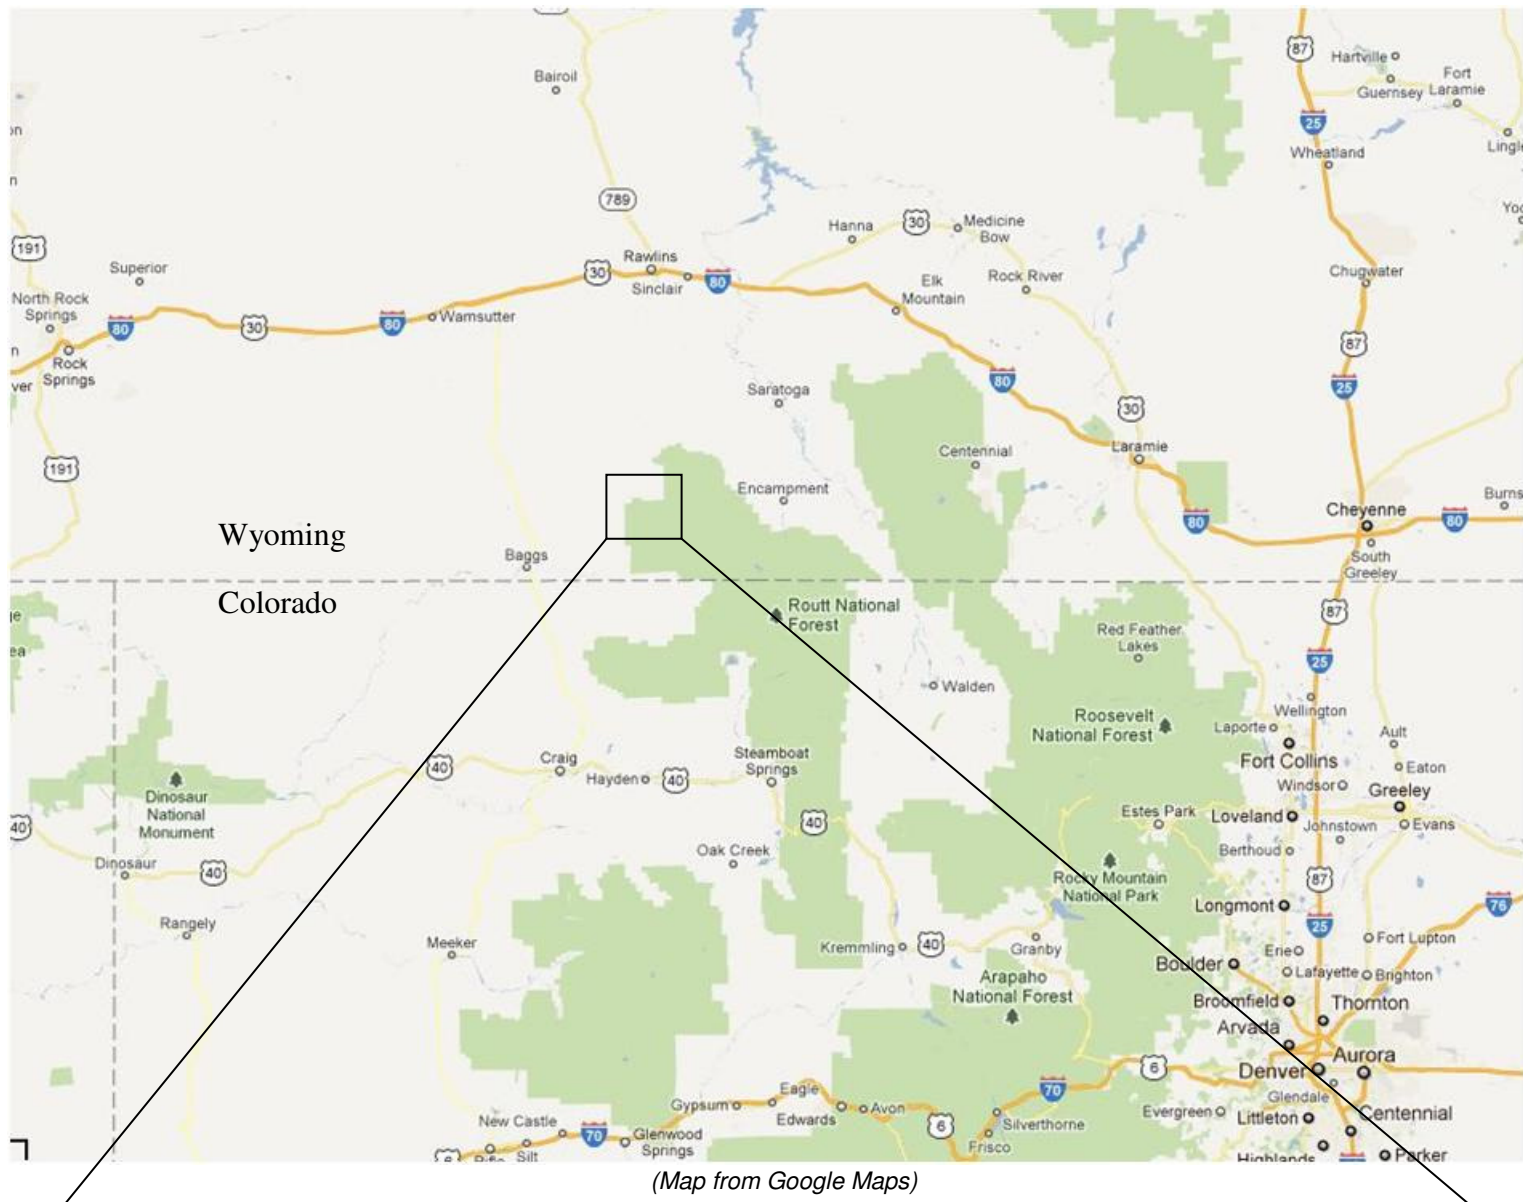 Bairoil
87
Hartville
Guernsey
Fort
Laramie
25
Wheatland
789
191
Superior
North Rock
Springs
Rock
Springs
80
30
80
Wamsutter
30
Rawlins
Sinclair
80
Hanna
30
Medicine
Bow
Rock River
Elk
Mountain
Chugwater
87
25
80
30
Saratoga
191
Centennial
Laramie
Encampment
80
Cheyenne
80
Burns
South
Greeley
Wyoming
Baggs
Colorado
87
Routt National
Forest
Red Feather
Lakes
25
Walden
Roosevelt
National Forest
Wellington
Laporte
Fort Collins
Ault
Eaton
Windsor
Greeley
Craig
40
Hayden
40
Steamboat
Springs
Dinosaur
National
Monument
40
40
Estes Park
Loveland
Johnstown
Evans
Berthoud
Dinosaur
40
Oak Creek
Rocky Mountain
National Park
87
Longmont
76
25
Rangely
Meeker
Kremmling
40
Granby
Erie
Fort Lupton
Boulder
Lafayette
Brighton
Arapaho
National Forest
Broomfield
Thornton
Arvada
Aurora
Denver
6
Glendale
70
Eagle
Gypsum
Edwards
Avon
6
Silverthorne
Frisco
Evergreen
Littleton
Centennial
New Castle
70
Glenwood
Springs
Silt
Highlands
Parker
(Map from Google Maps)